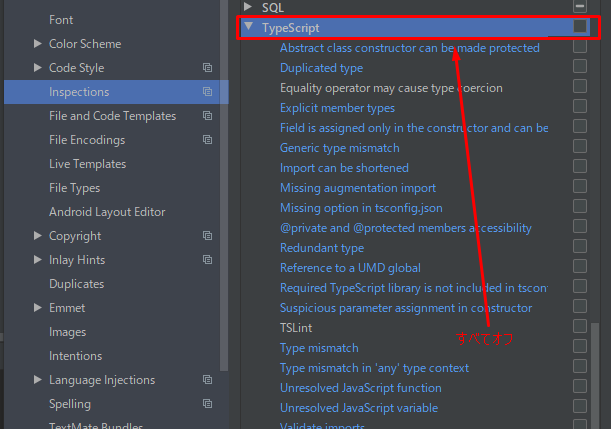 Font
Color Scheme
Code Style
Inspections
File and Code Templates
File Encodings
Live Templates
File Types
Android Layout Editor
Copyright
Inlay Hints
Duplicates
Emmet
Images
Intentions
Language Injections
Spelling
TextMate Bundles
SQL
TypeScript
Abstract class constructor can be made protected
Duplicated type
Equality operator may cause type coercion
Explicit member types
Field is assigned only in the constructor and can be
Generic type mismatch
Import can be shortened
Missing augmentation import
Missing option in tsconfig.json
@private and @protected members accessibility
Redundant type
Reference to a UMD global
Required TypeScript library is not included in tscon
Suspicious parameter assignment in constructor
TSLint
すべてオフ
Type mismatch
Type mismatch in 'any' type context
Unresolved JavaScript function
Unresolved JavaScript variable
Validate imports